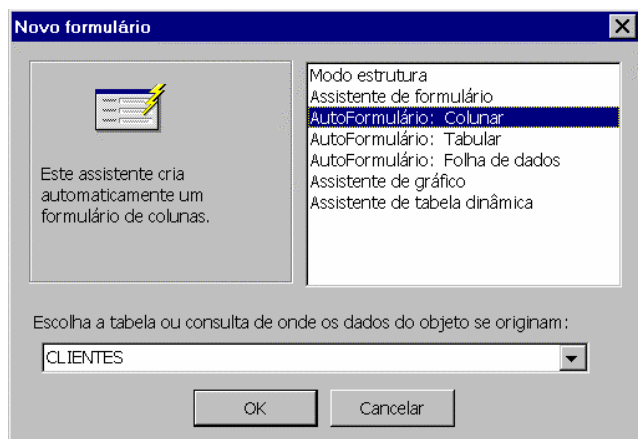 Novo formulário
Modo estrutura
Assistente de formulário
AutoFormulário: Colunar
AutoFormulário: Tabular
AutoFormulário: Folha de dados
Assistente de gráfico
Assistente de tabela dinâmica
Este assistente cria
automaticamente um
formulário de colunas.
Escolha a tabela ou consulta de onde os dados do objeto se originam:
CLIENTES
OK
Cancelar